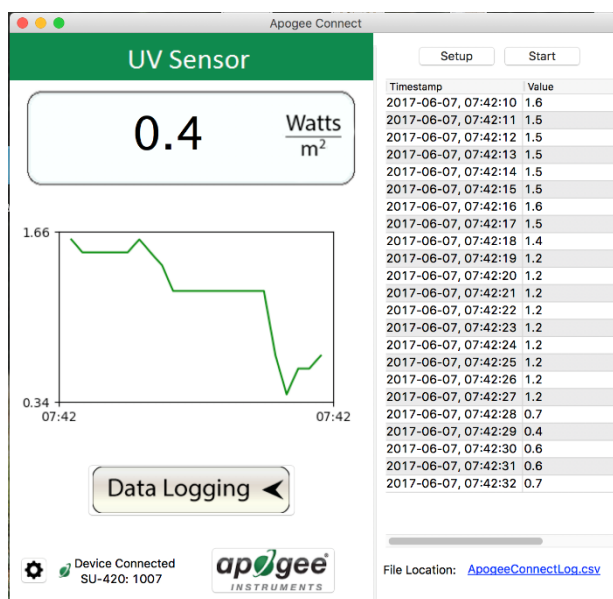 Apogee Connect
UV Sensor
0.4
Watts
m²
1.66
0.34
07:42
07:42
Data Logging
Device Connected
SU-420: 1007
apogee®
INSTRUMENTS
Setup
Start
Timestamp Value
2017-06-07, 07:42:10 1.6
2017-06-07, 07:42:11 1.5
2017-06-07, 07:42:12 1.5
2017-06-07, 07:42:13 1.5
2017-06-07, 07:42:14 1.5
2017-06-07, 07:42:15 1.5
2017-06-07, 07:42:16 1.6
2017-06-07, 07:42:17 1.5
2017-06-07, 07:42:18 1.4
2017-06-07, 07:42:19 1.2
2017-06-07, 07:42:20 1.2
2017-06-07, 07:42:21 1.2
2017-06-07, 07:42:22 1.2
2017-06-07, 07:42:23 1.2
2017-06-07, 07:42:24 1.2
2017-06-07, 07:42:25 1.2
2017-06-07, 07:42:26 1.2
2017-06-07, 07:42:27 1.2
2017-06-07, 07:42:28 0.7
2017-06-07, 07:42:29 0.4
2017-06-07, 07:42:30 0.6
2017-06-07, 07:42:31 0.6
2017-06-07, 07:42:32 0.7
File Location: ApogeeConnectLog.csv